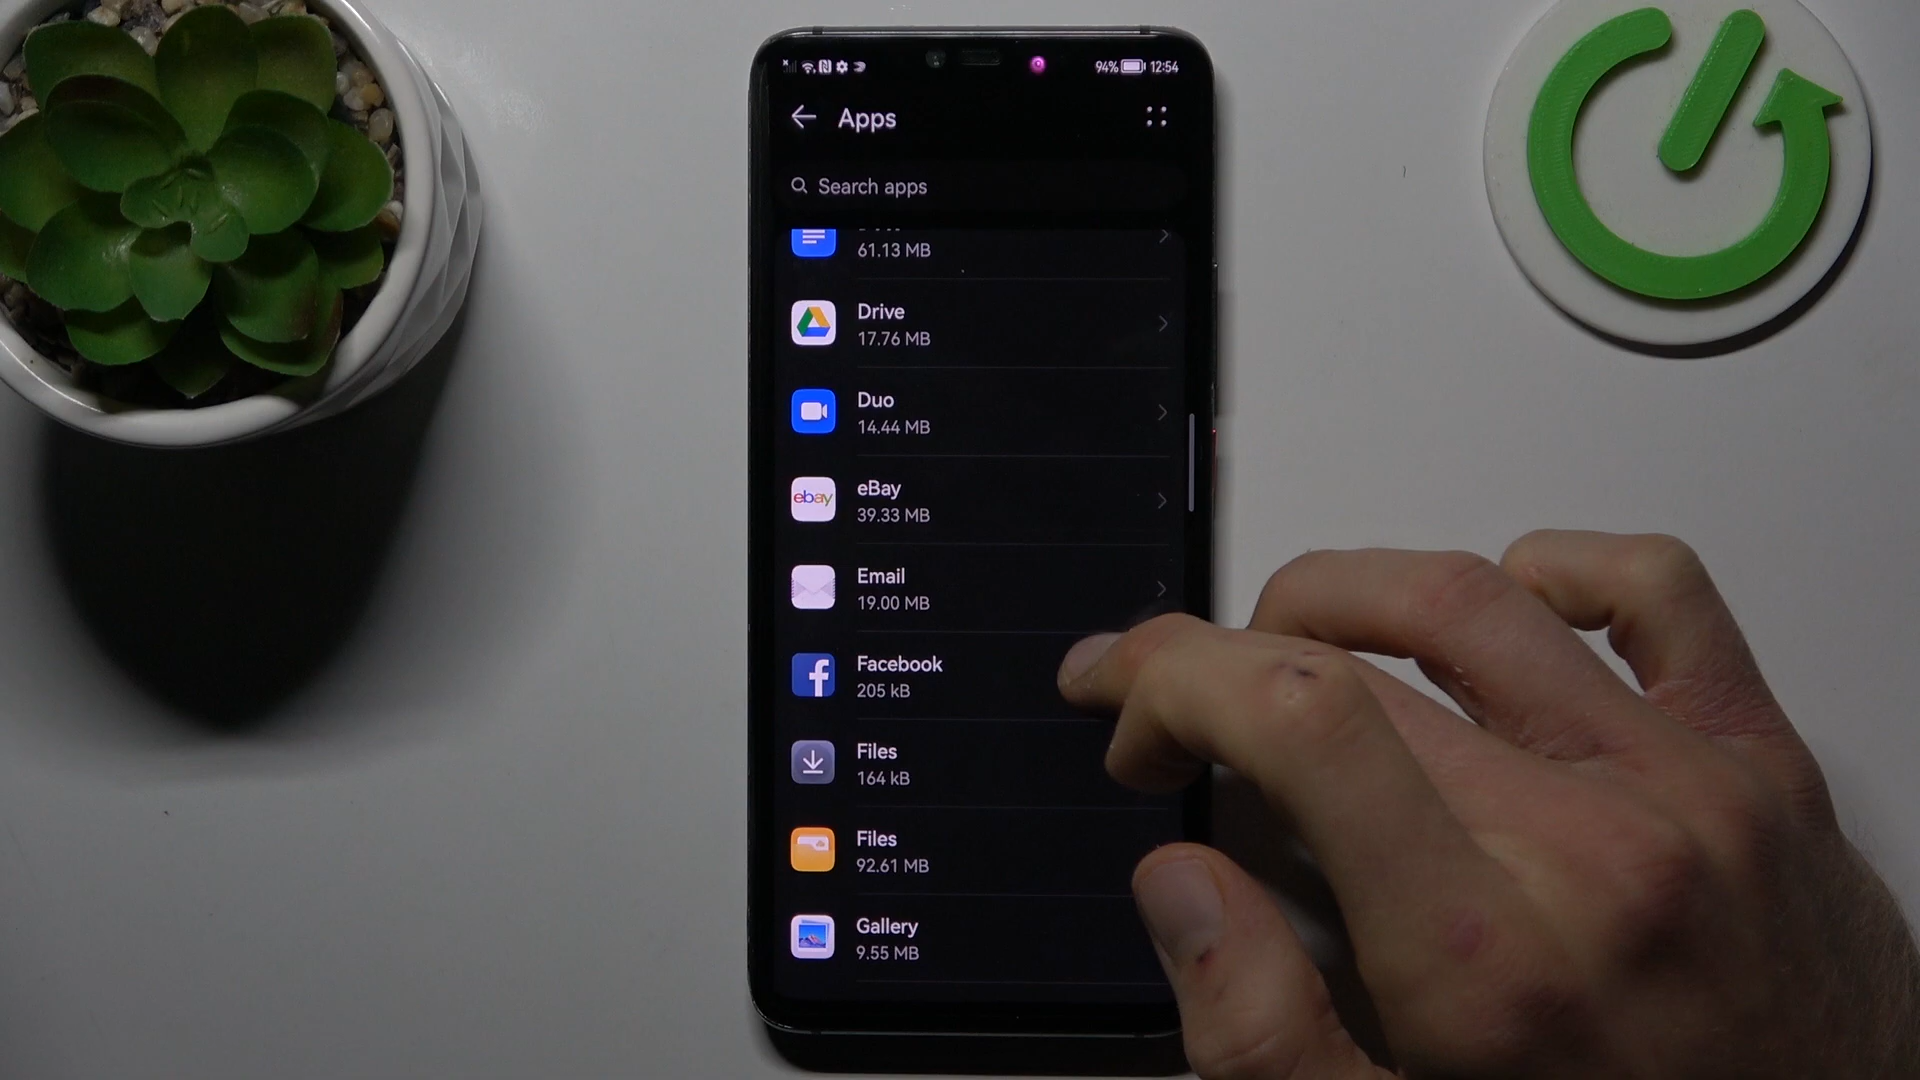 94% 12:54
Apps
Search apps
61.13 MB
Drive
17.76 MB
Duo
14.44 MB
ebay
eBay
39.33 MB
Email
19.00 MB
f
Facebook
205 kB
Files
164 kB
Files
92.61 MB
Gallery
9.55 MB